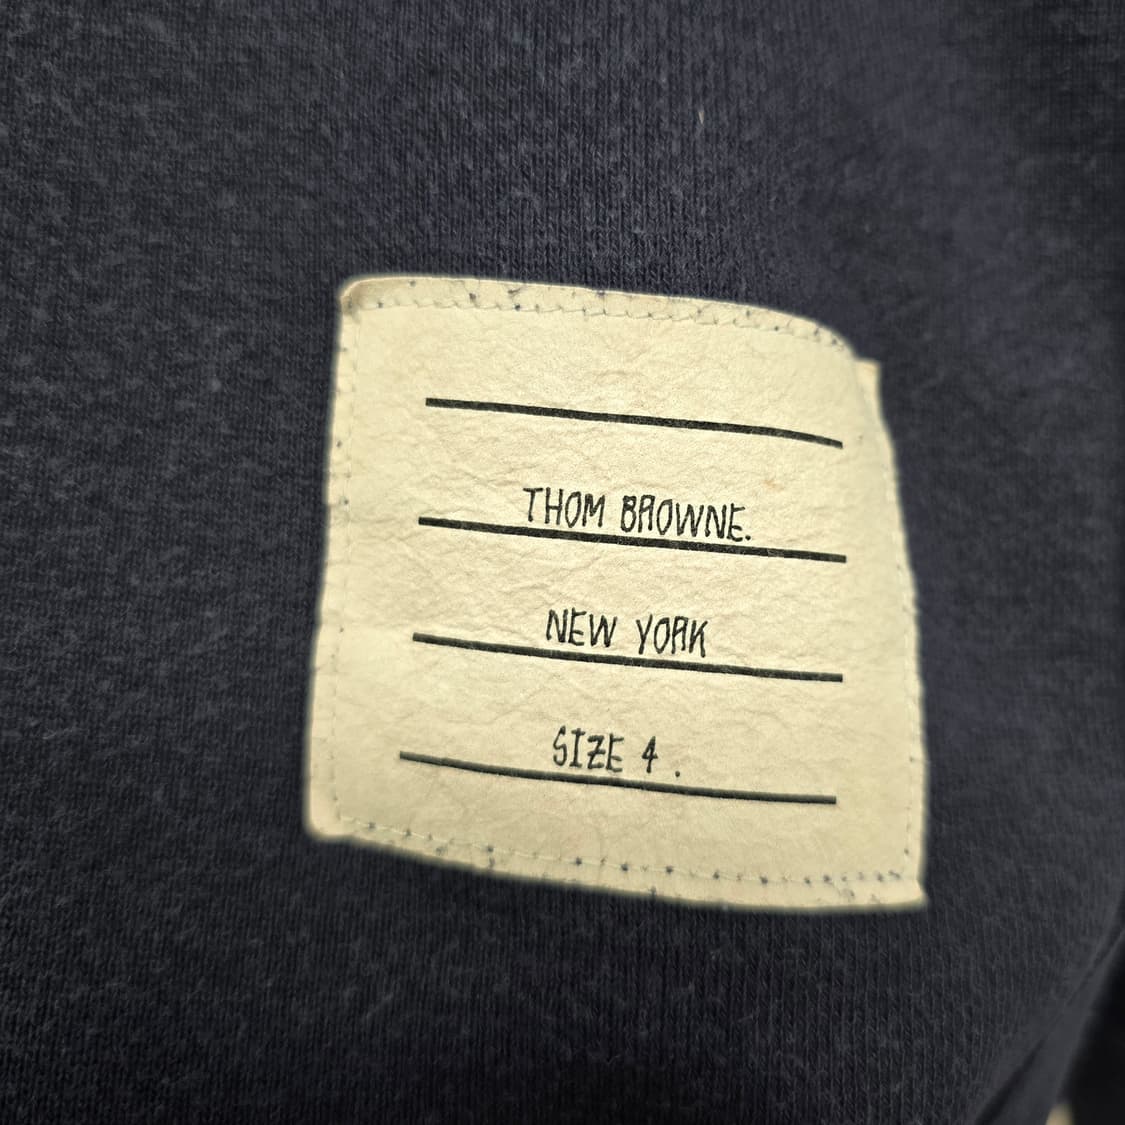 THOM BROWNE.
NEW YORK
SIZE 4 .